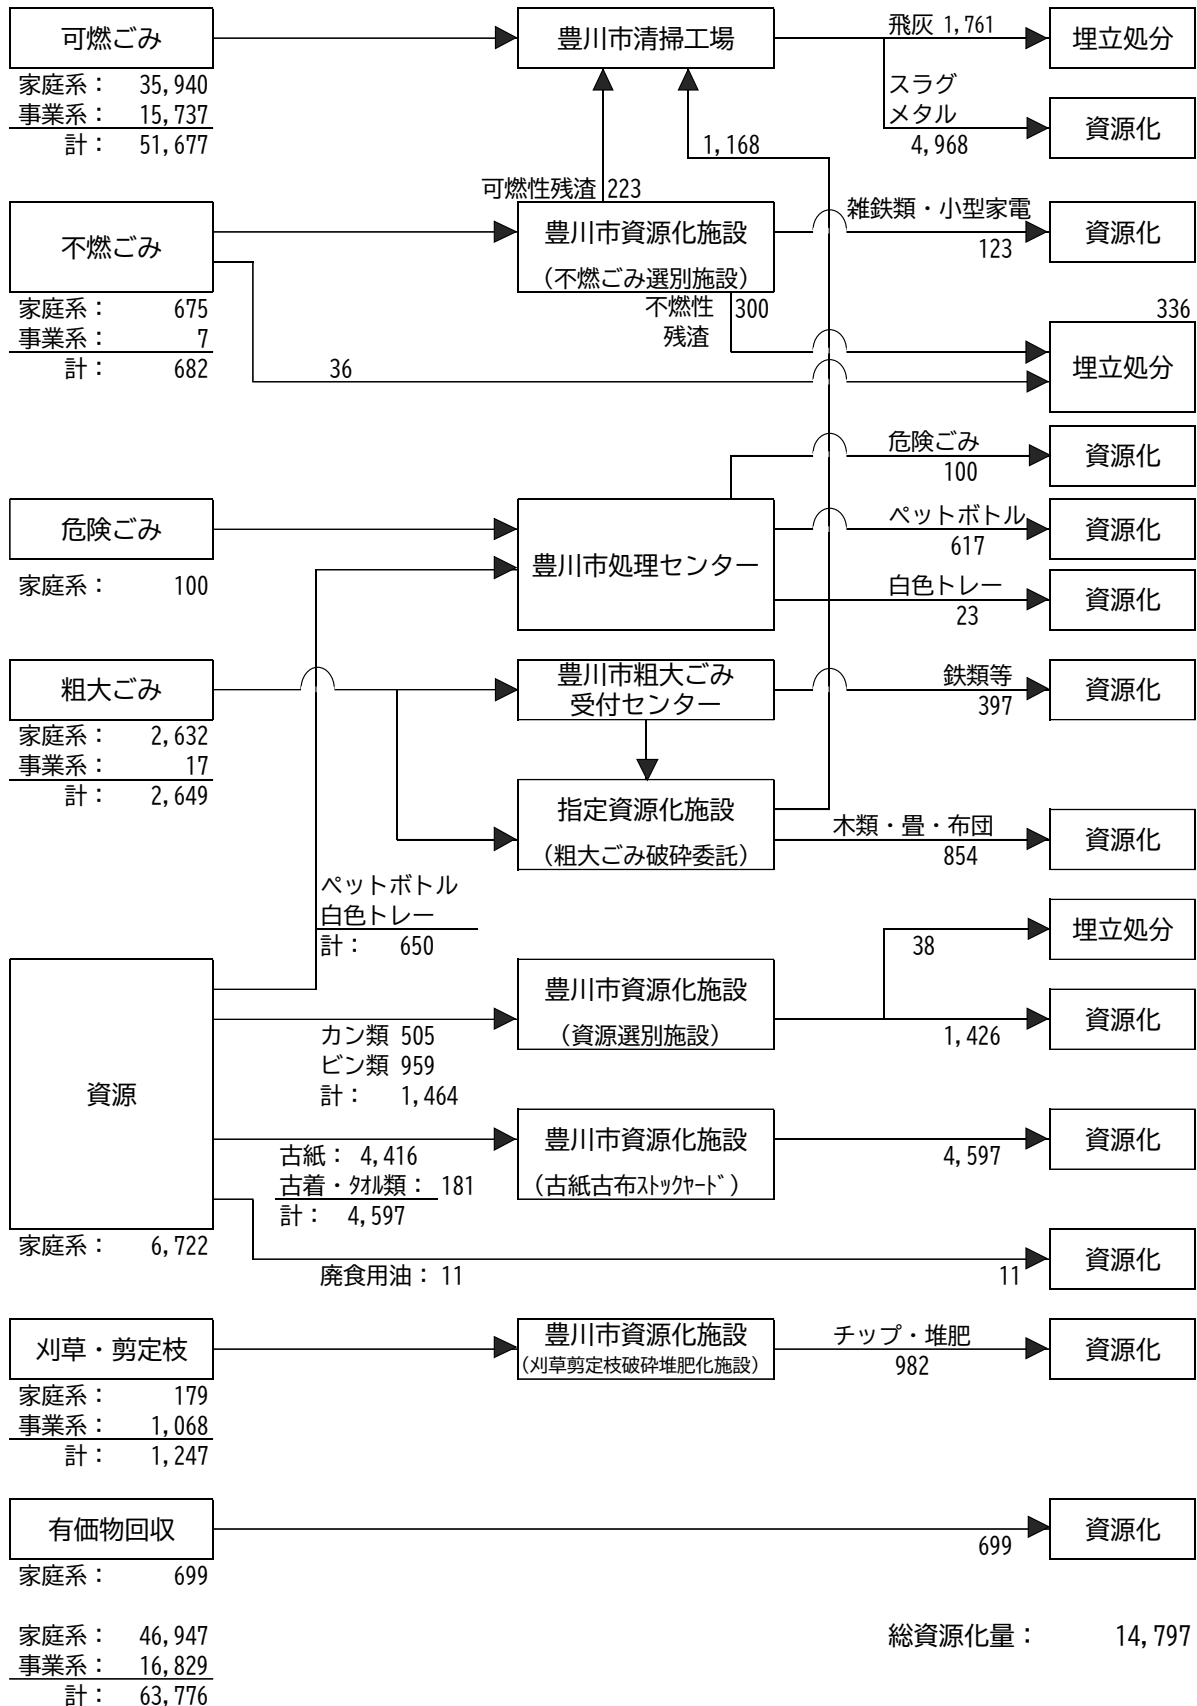 可燃ごみ
家庭系： 35,940
事業系： 15,737
計： 51,677
豊川市清掃工場
飛灰 1,761
埋立処分
スラグ
メタル
4,968
資源化
1,168
可燃性残渣 223
不燃ごみ
家庭系： 675
事業系： 7
計： 682
豊川市資源化施設
（不燃ごみ選別施設）
雑鉄類・小型家電
123
資源化
不燃性
残渣
300
336
埋立処分
36
危険ごみ
100
資源化
危険ごみ
家庭系： 100
豊川市処理センター
ペットボトル
617
資源化
白色トレー
23
資源化
粗大ごみ
家庭系： 2,632
事業系： 17
計： 2,649
豊川市粗大ごみ
受付センター
鉄類等
397
資源化
指定資源化施設
（粗大ごみ破砕委託）
木類・畳・布団
854
資源化
ペットボトル
白色トレー
計： 650
資源
家庭系： 6,722
豊川市資源化施設
（資源選別施設）
38
埋立処分
1,426
資源化
カン類 505
ビン類 959
計： 1,464
豊川市資源化施設
（古紙古布ｽﾄｯｸﾔｰﾄﾞ）
4,597
資源化
古紙： 4,416
古着・ﾀｵﾙ類： 181
計： 4,597
廃食用油： 11
11
資源化
刈草・剪定枝
家庭系： 179
事業系： 1,068
計： 1,247
豊川市資源化施設
（刈草剪定枝破砕堆肥化施設）
チップ・堆肥
982
資源化
有価物回収
家庭系： 699
699
資源化
家庭系： 46,947
事業系： 16,829
計： 63,776
総資源化量： 14,797